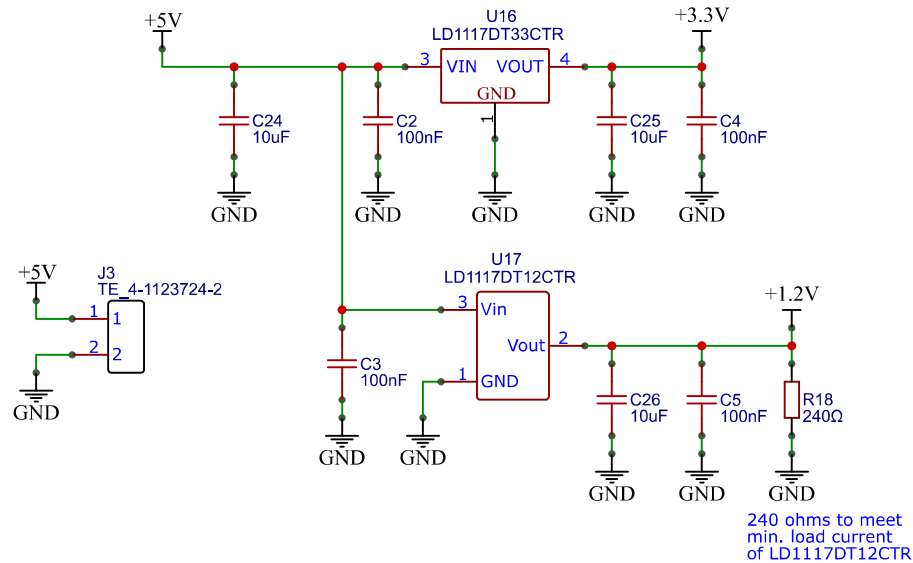 +5V
U16
LD1117DT33CTR
+3.3V
3
VIN
VOUT
4
GND
1
C24
10uF
C2
100nF
C25
10uF
C4
100nF
GND
GND
GND
GND
GND
+5V
J3
TE_4-1123724-2
1
1
2
2
GND
U17
LD1117DT12CTR
+1.2V
3
Vin
Vout
2
1
GND
C3
100nF
C26
10uF
C5
100nF
R18
240Ω
GND
GND
GND
GND
GND
240 ohms to meet
min. load current
of LD1117DT12CTR